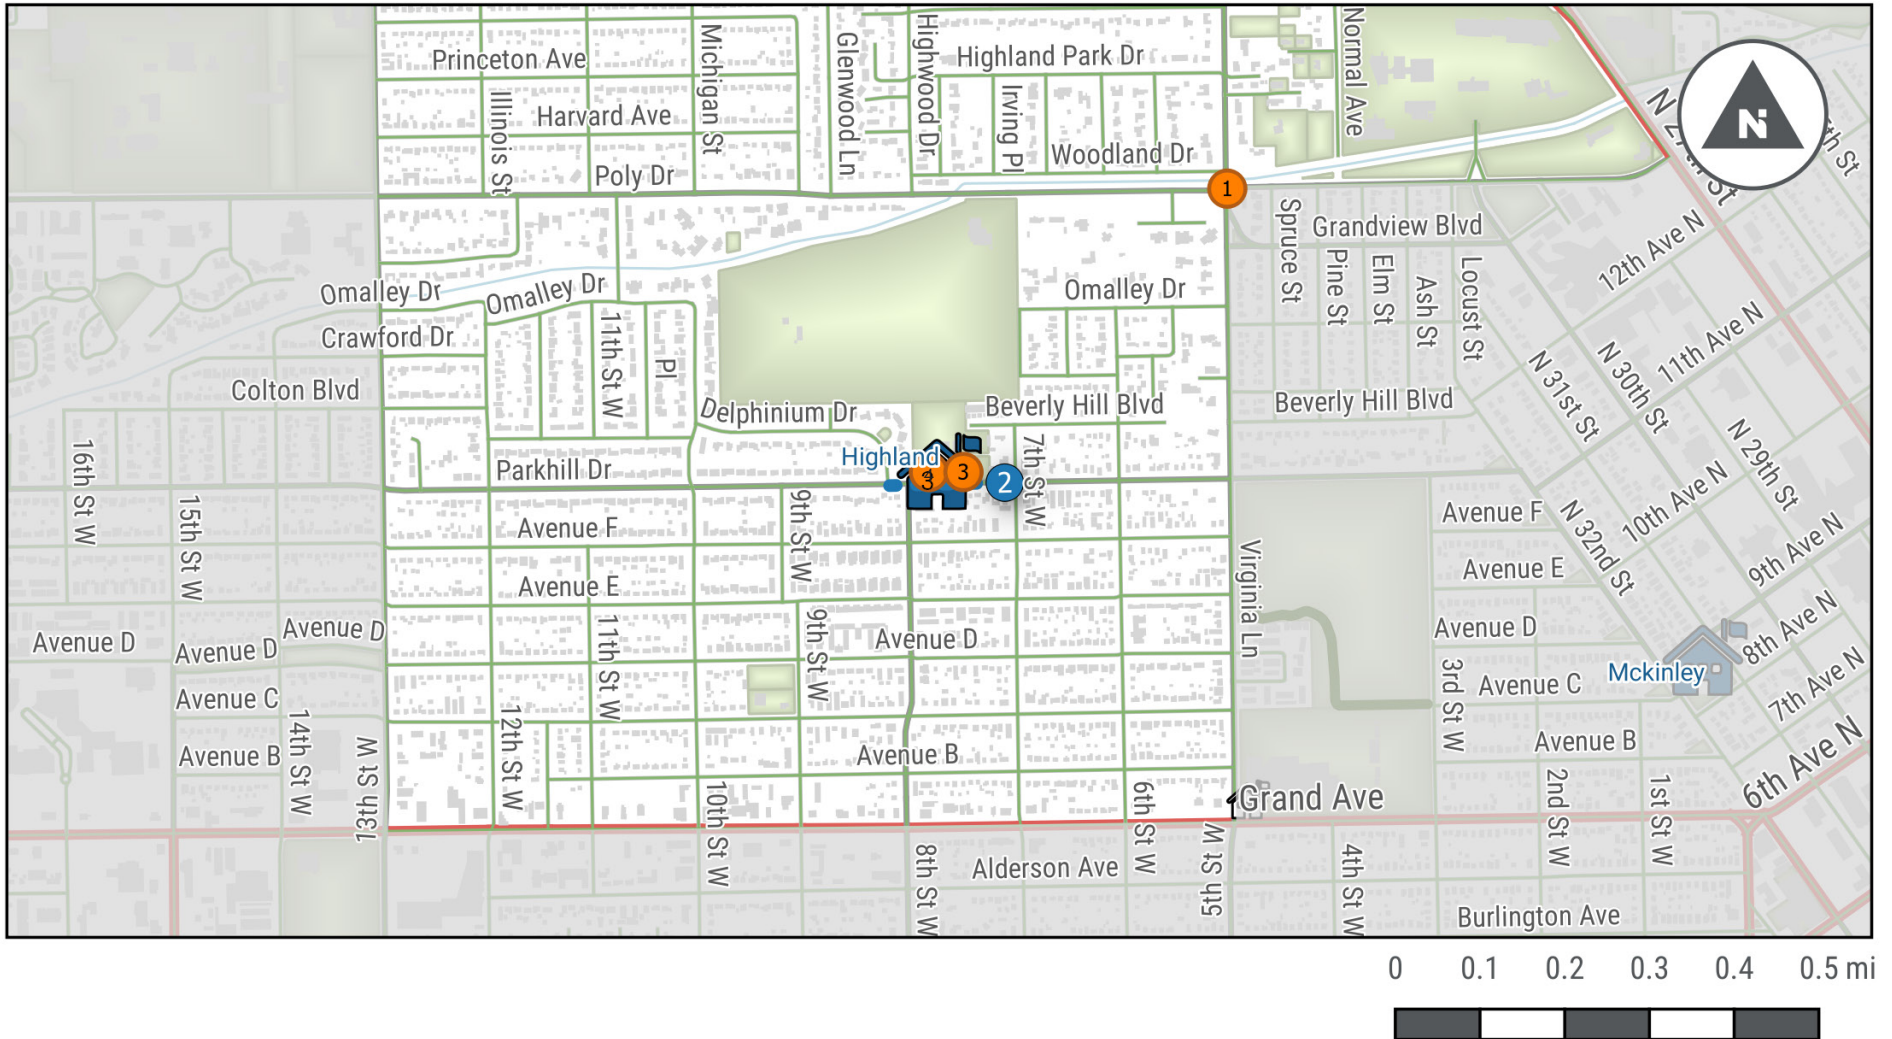 Princeton Ave
Michigan St
Glenwood Ln
Highwood Dr
Highland Park Dr
Normal Ave
N
Illinois St
Harvard Ave
Irving Pl
Woodland Dr
Poly Dr
1
Spruce St
Grandview Blvd
Pine St
Elm St
Ash St
Locust St
12th Ave N
11th Ave N
Omalley Dr
Omalley Dr
Omalley Dr
Crawford Dr
11th St W
Pl
Colton Blvd
Delphinium Dr
Beverly Hill Blvd
Beverly Hill Blvd
N 31st St
N 30th St
N 29th St
16th St W
15th St W
Parkhill Dr
Highland
3
3
2
7th St W
9th St W
Avenue F
Avenue F
N 32nd St
10th Ave N
9th Ave N
Avenue E
Avenue E
Virginia Ln
Avenue D
Avenue D
Avenue D
11th St W
9th St W
Avenue D
Avenue D
8th Ave N
Mckinley
7th Ave N
Avenue C
3rd St W
Avenue C
14th St W
Avenue B
13th St W
12th St W
Avenue B
Avenue B
6th Ave N
10th St W
6th St W
Grand Ave
2nd St W
1st St W
8th St W
Alderson Ave
5th St W
4th St W
Burlington Ave
0 0.1 0.2 0.3 0.4 0.5 mi